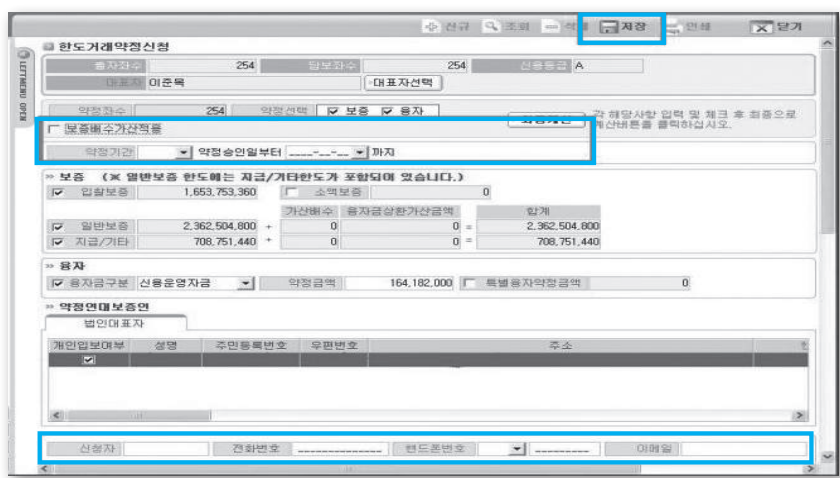 신규 조회 삭제 저장 인쇄 닫기
LEFT MENU OPEN
한도거래약정신청
출자좌수 254 담보좌수 254 신용등급 A
대표자 이준목 대표자선택
약정좌수 254 약정선택 보증 융자
각 해당사항 입력 및 체크 후 최종으로
계산버튼을 클릭하십시오.
보증배수가산적용
약정기간 약정승인일부터 ____-__-__ 까지
» 보증 (※ 일반보증 한도에는 지급/기타한도가 포함되어 있습니다.)
입찰보증 1,653,753,360 소액보증 0
가산배수 융자금상환가산금액 합계
일반보증 2,362,504,800 + 0 0 = 2,362,504,800
지급/기타 708,751,440 + 0 0 = 708,751,440
» 융자
융자금구분 신용운영자금 약정금액 164,182,000 특별융자약정금액 0
» 약정연대보증인
법인대표자
개인입보여부 성명 주민등록번호 우편번호 주소
신청자 전화번호 핸드폰번호 이메일